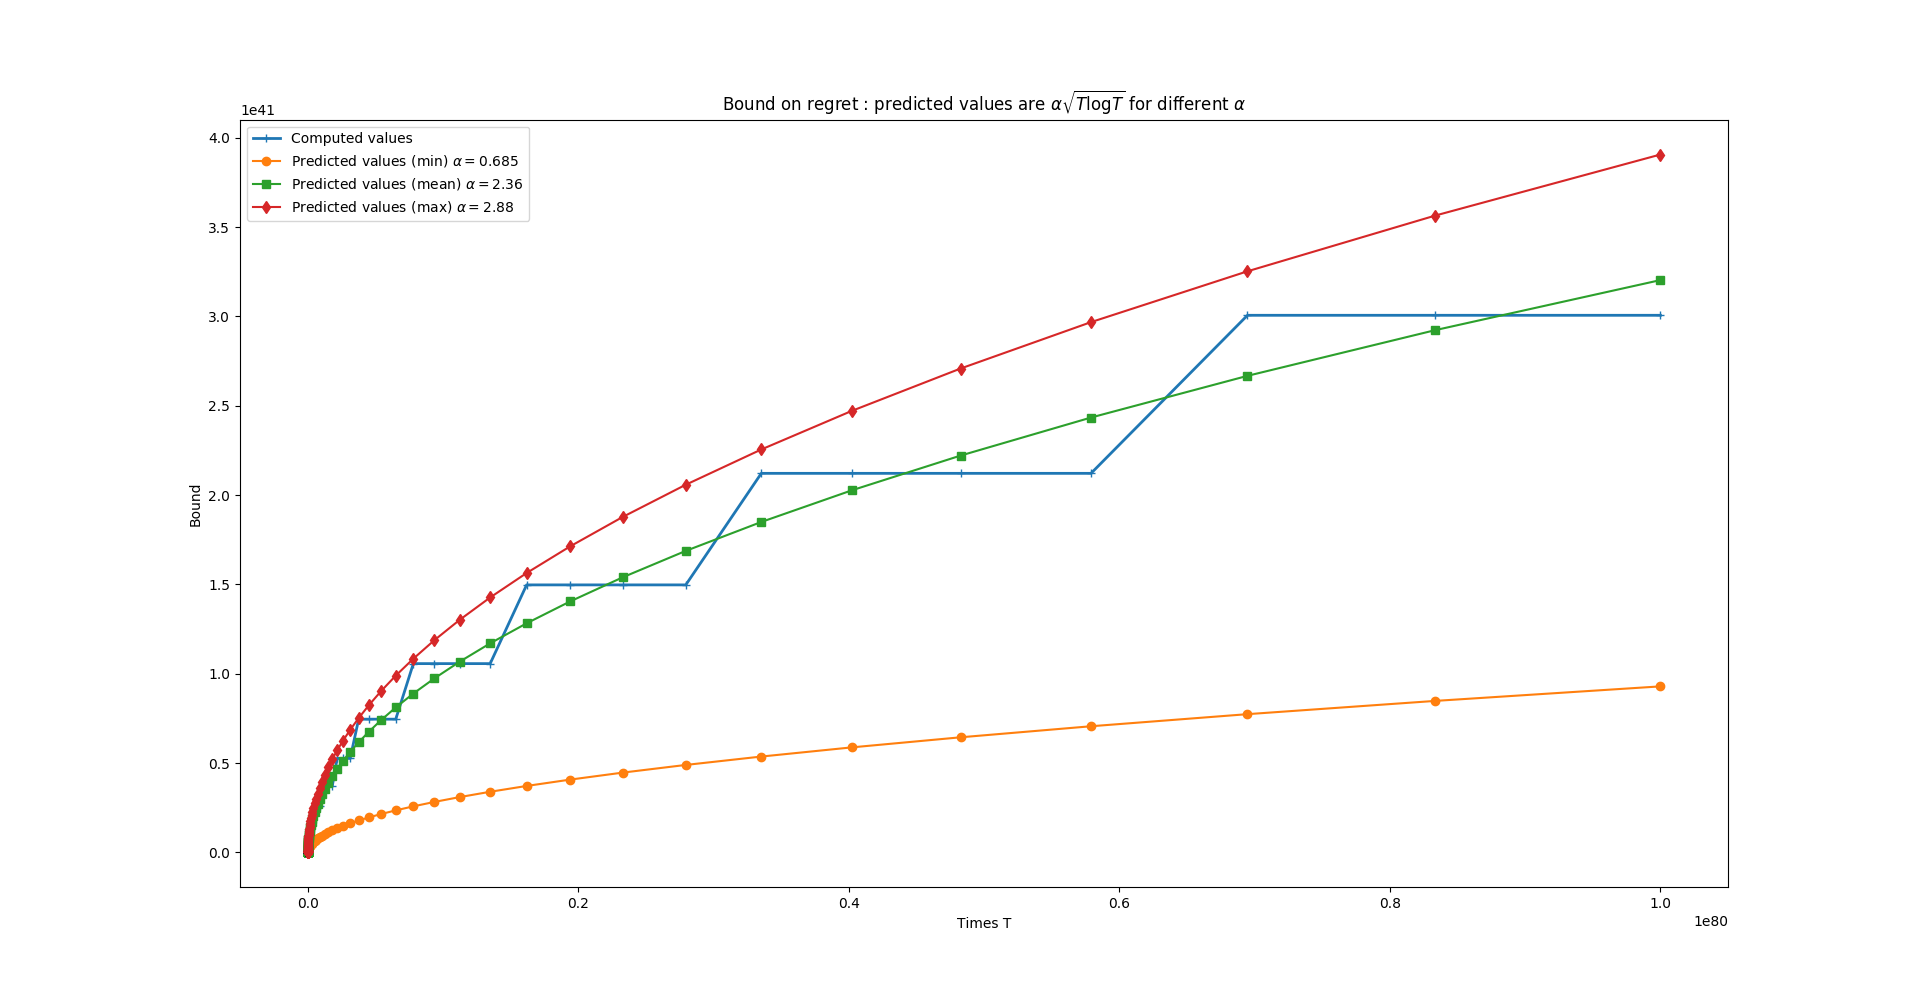 Bound on regret : predicted values are α√TlogT for different α
1e41
Computed values
Predicted values (min) α = 0.685
Predicted values (mean) α = 2.36
Predicted values (max) α = 2.88
4.0
3.5
3.0
2.5
2.0
1.5
1.0
0.5
0.0
Bound
0.0 0.2 0.4 0.6 0.8 1.0
Times T
1e80